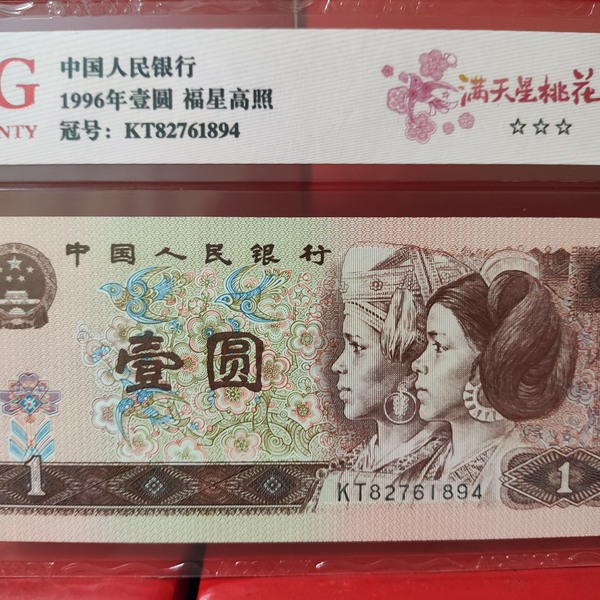 G
NTY
中国人民银行
1996年壹圆 福星高照
冠号: KT82761894
满天星桃花
☆☆☆
中国人民银行
壹圆
1
KT82761894
1